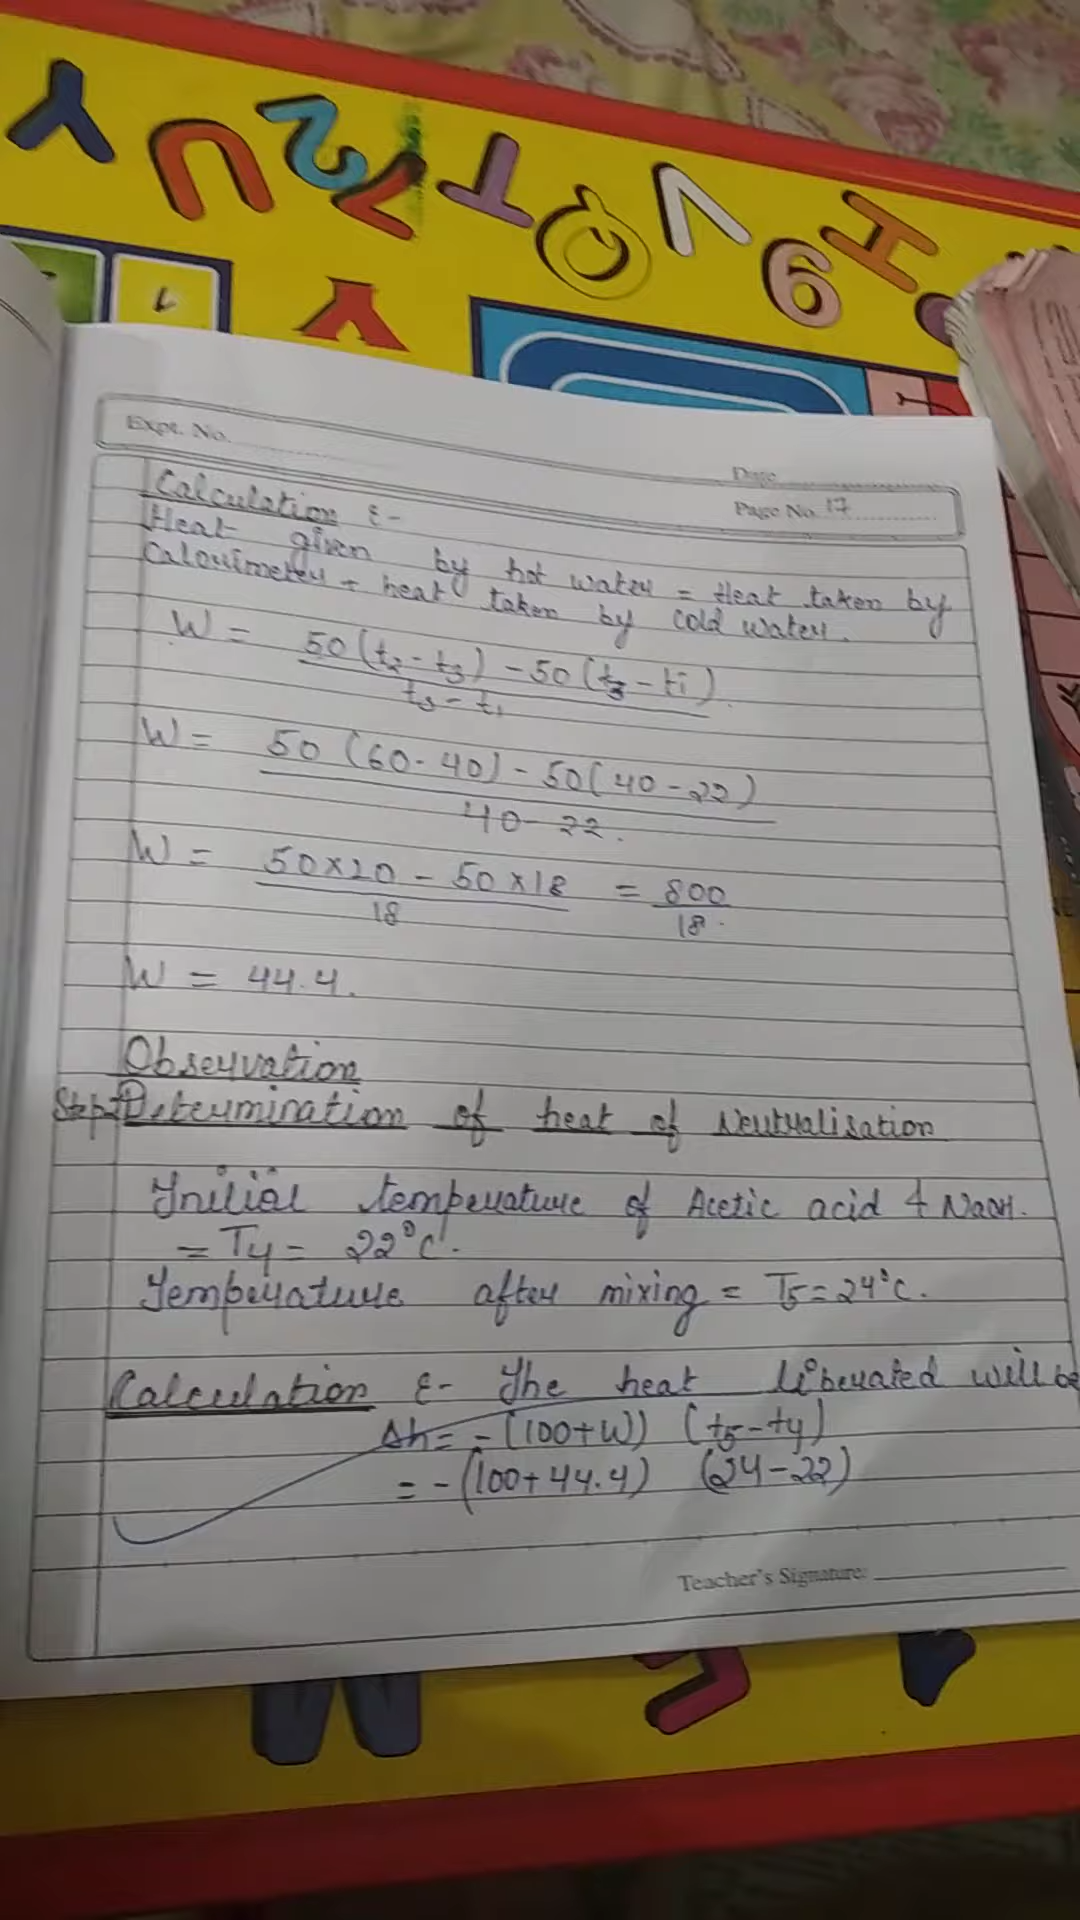 Y U 2 7 T Q V 9 H
Y
Expt. No.
Date
Page No. 17
Calculation :-
Heat given by hot water = Heat taken by
Calorimeter + heat taken by cold water.
W = 50(t₂-t₃) - 50(t₃-t₁)
t₃-t₁
W = 50(60-40) - 50(40-22)
40-22.
W = 50×20 - 50×18 = 800
18 18.
W = 44.4.
Observation
Step- Determination of heat of Neutralisation
Initial temperature of Acetic acid & NaOH.
= T4 = 22°C.
Temperature after mixing = T5 = 24°C.
Calculation :- The heat liberated will be
Δh = -(100+W) (t5-t4)
= -(100+44.4) (24-22)
Teacher's Signature: